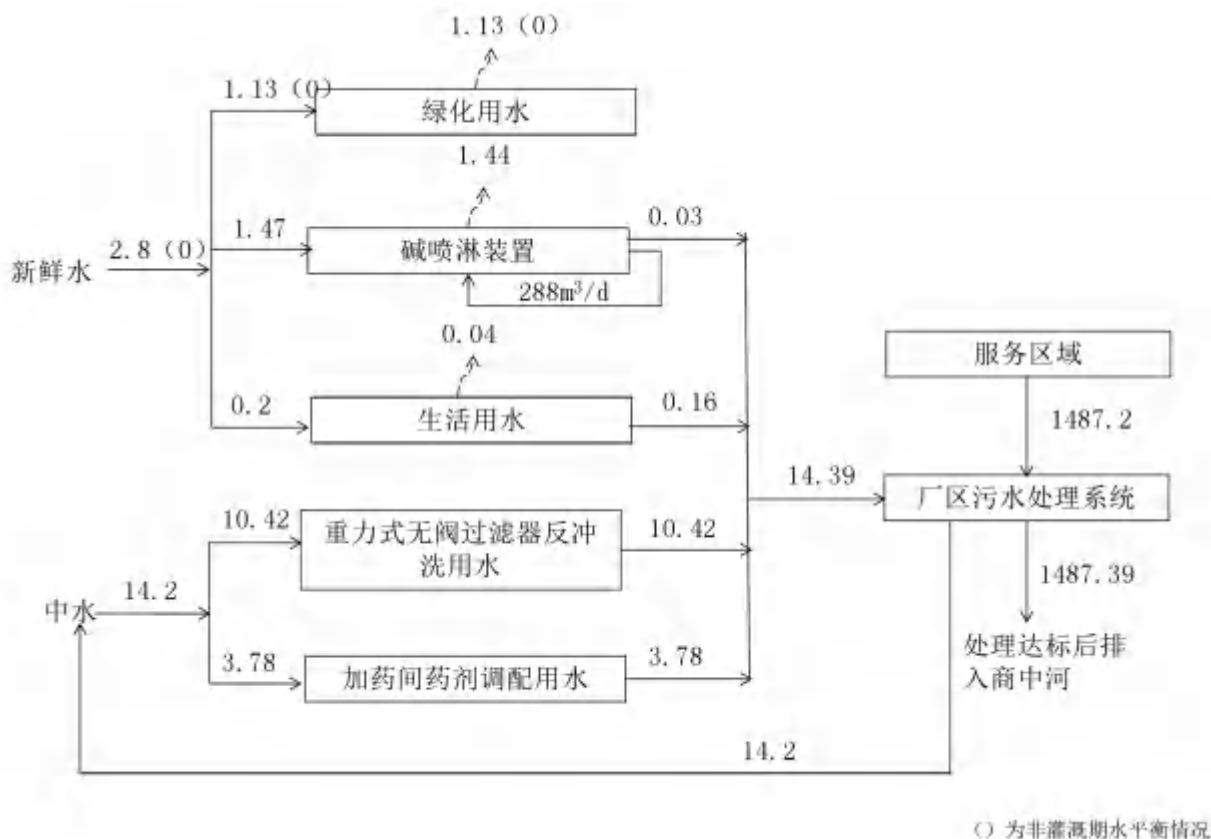 1.13（0）
1.13（0）
绿化用水
1.44
1.47
碱喷淋装置
0.03
2.8（0）
新鲜水
288m³/d
0.04
服务区域
0.2
生活用水
0.16
1487.2
14.39
厂区污水处理系统
10.42
重力式无阀过滤器反冲
洗用水
10.42
1487.39
14.2
中水
处理达标后排
入商中河
3.78
加药间药剂调配用水
3.78
14.2
（）为非灌溉期水平衡情况